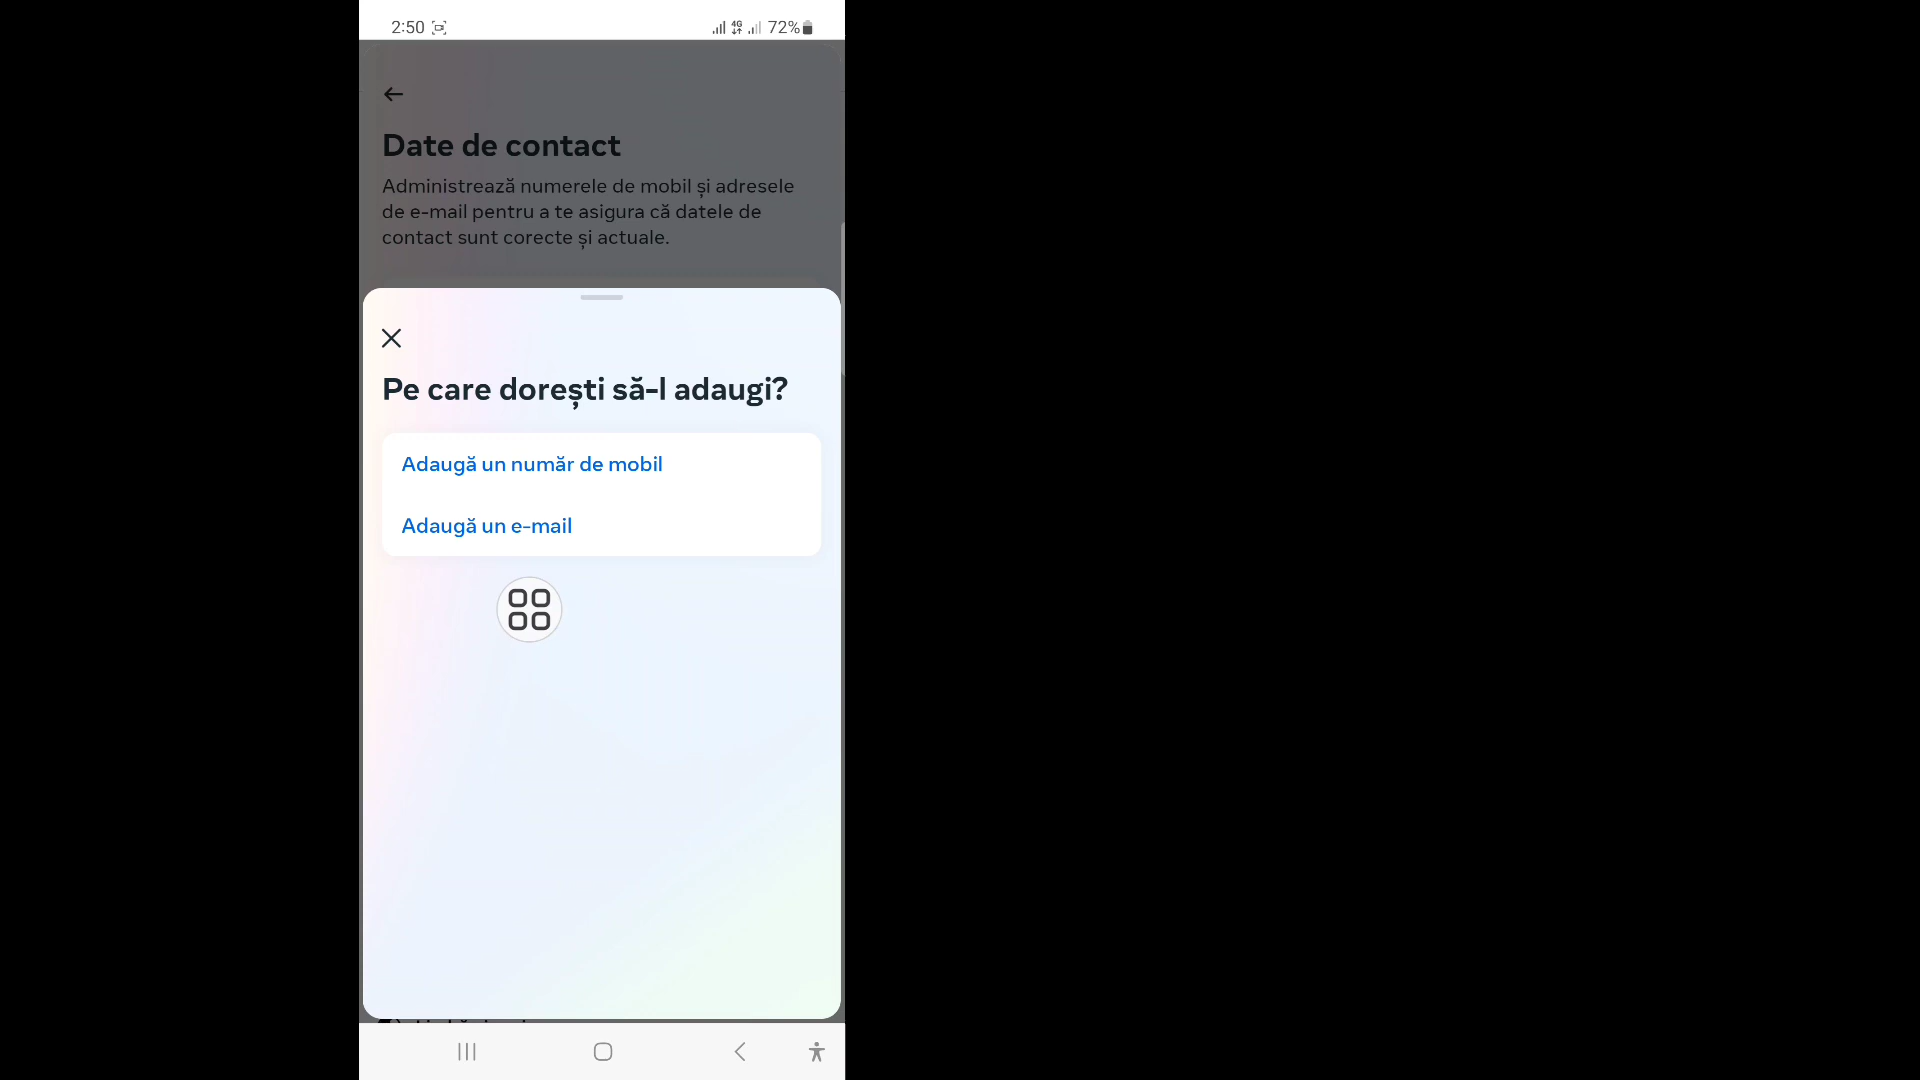 2:50
4G
72%
Date de contact
Administrează numerele de mobil și adresele
de e-mail pentru a te asigura că datele de
contact sunt corecte și actuale.
Pe care dorești să-l adaugi?
Adaugă un număr de mobil
Adaugă un e-mail